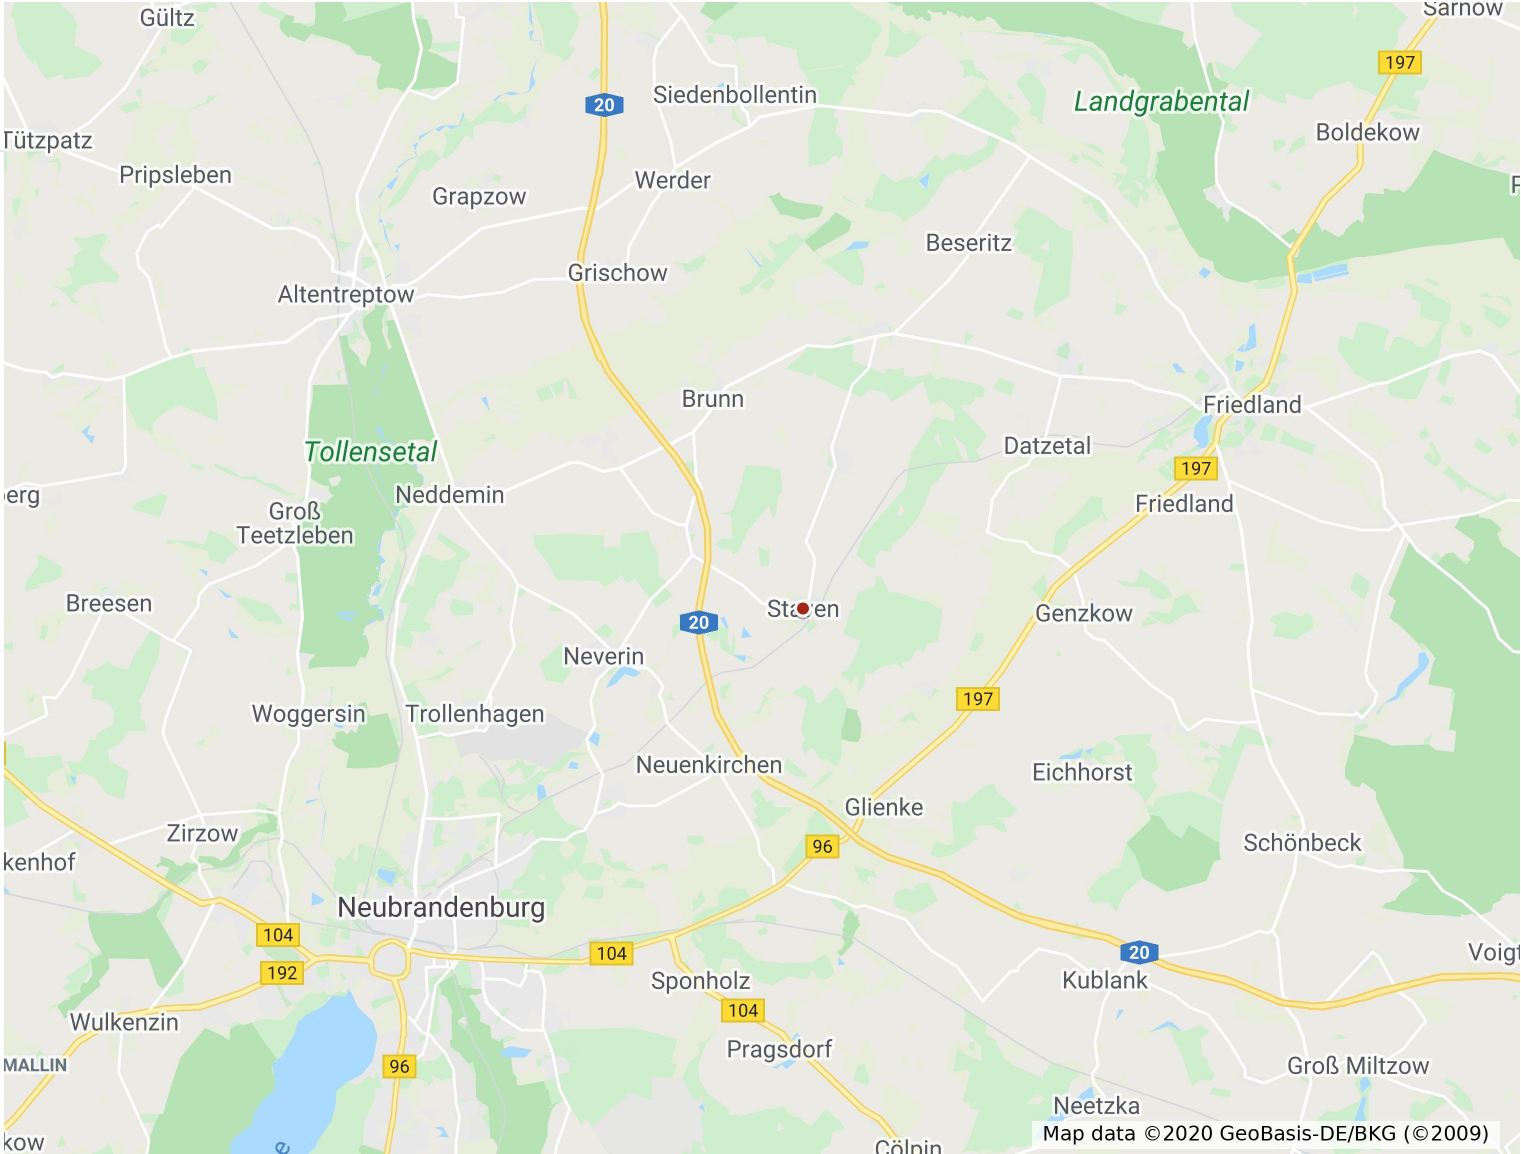 Gültz
Sarnow
197
20
Siedenbollentin
Landgrabental
Boldekow
Tützpatz
Pripsleben
Werder
Grapzow
Beseritz
Grischow
Altentreptow
Brunn
Friedland
Tollensetal
Datzetal
197
Neddemin
Friedland
Groß
Teetzleben
Breesen
20
Genzkow
Neverin
197
Woggersin
Trollenhagen
Neuenkirchen
Eichhorst
Glienke
Zirzow
96
Schönbeck
kenhof
Neubrandenburg
104
104
20
192
Sponholz
Kublank
Voigt
104
Wulkenzin
Pragsdorf
MALLIN
96
Groß Miltzow
Neetzka
Map data ©2020 GeoBasis-DE/BKG (©2009)
kow
Cölpin